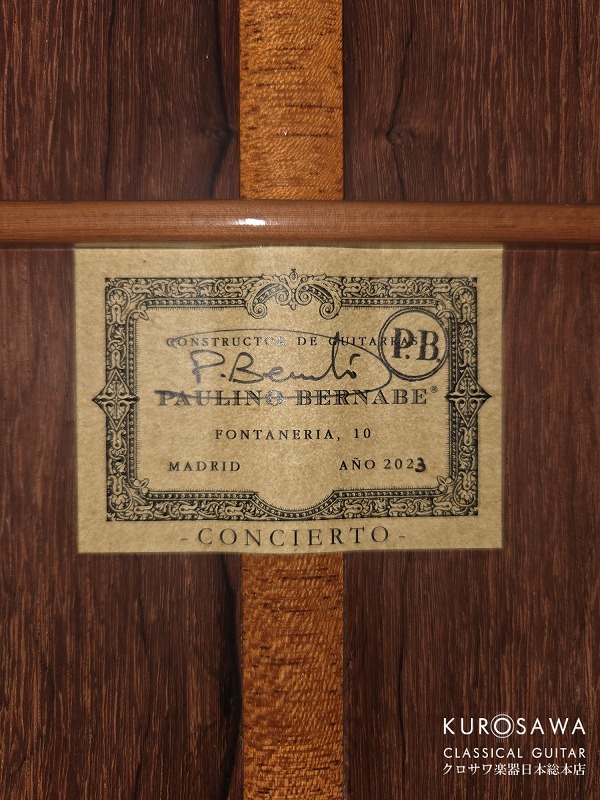 CONSTRUCTOR DE GUITARRAS
P.B
P. Bernabé
PAULINO BERNABE®
FONTANERIA, 10
MADRID AÑO 2023
- CONCIERTO -
KUROSAWA
CLASSICAL GUITAR
クロサワ楽器日本総本店